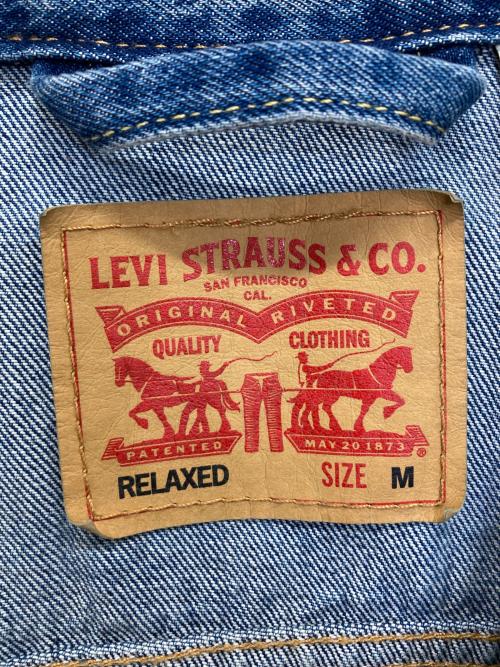 LEVI STRAUSS & CO.
SAN FRANCISCO
CAL.
ORIGINAL RIVETED
QUALITY CLOTHING
PATENTED MAY 20 1873 ®
RELAXED SIZE M